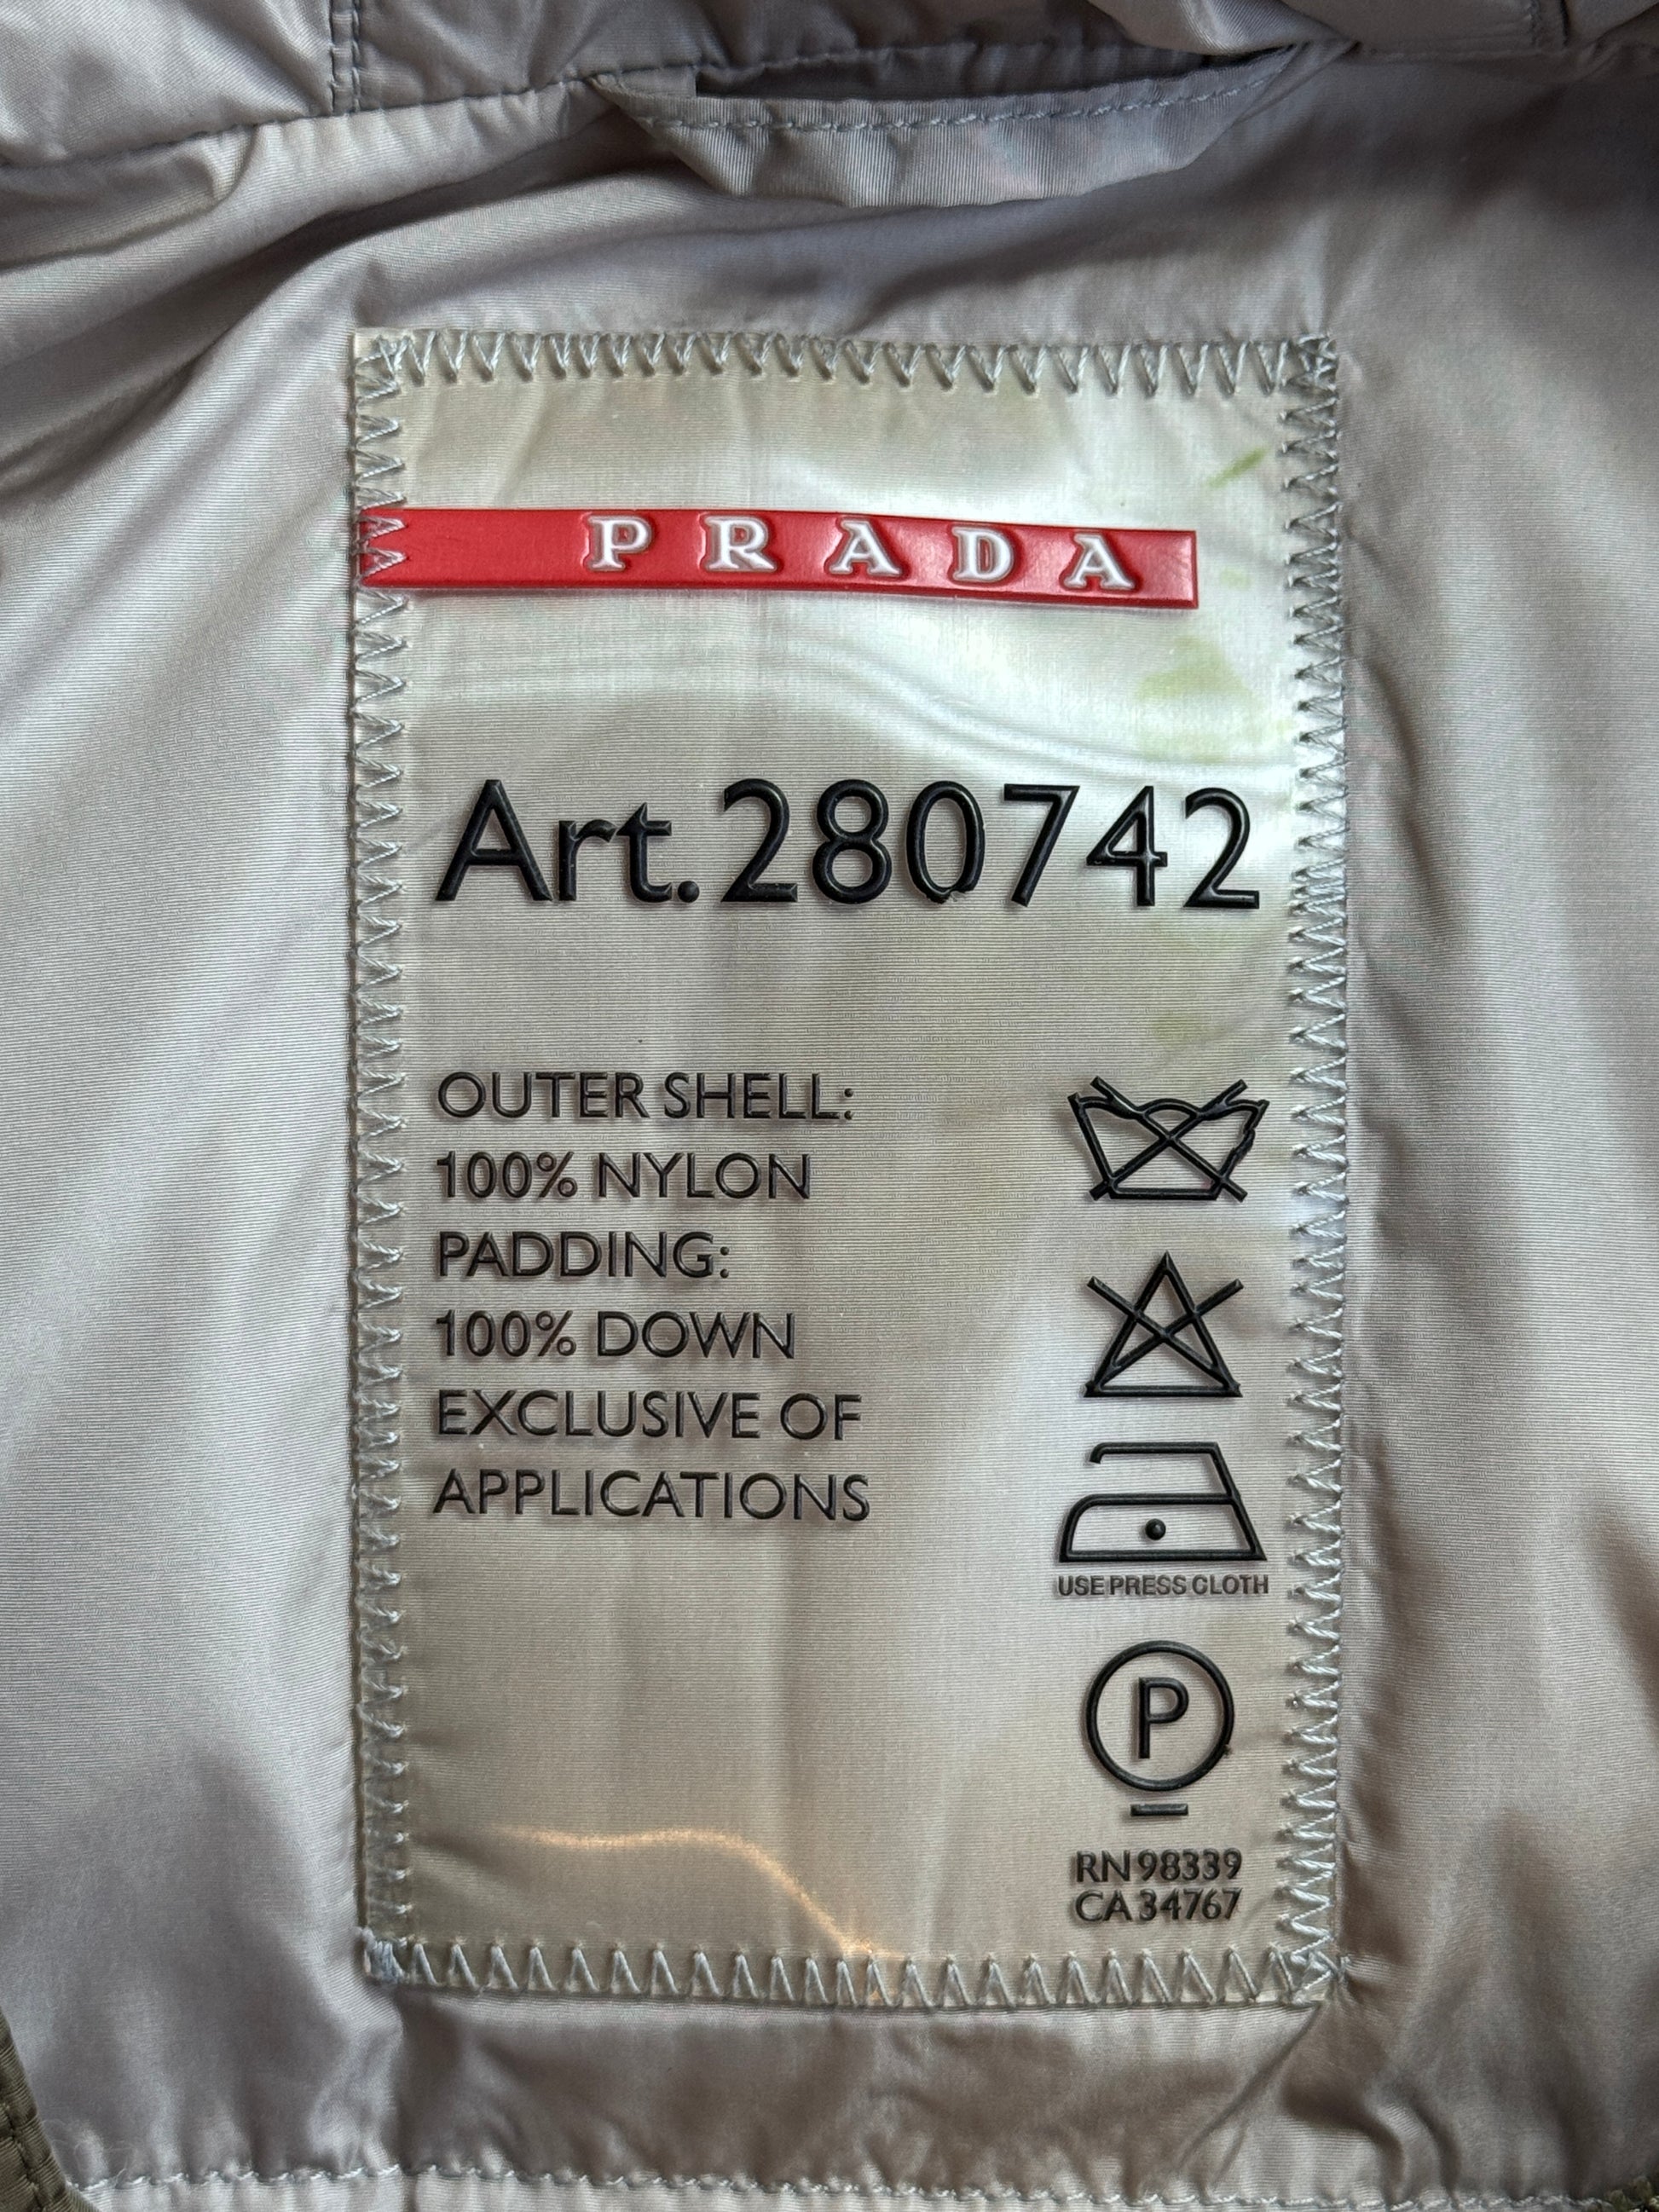 PRADA
Art.280742
OUTER SHELL:
100% NYLON
PADDING:
100% DOWN
EXCLUSIVE OF
APPLICATIONS
USE PRESS CLOTH
P
RN 98339
CA 34767